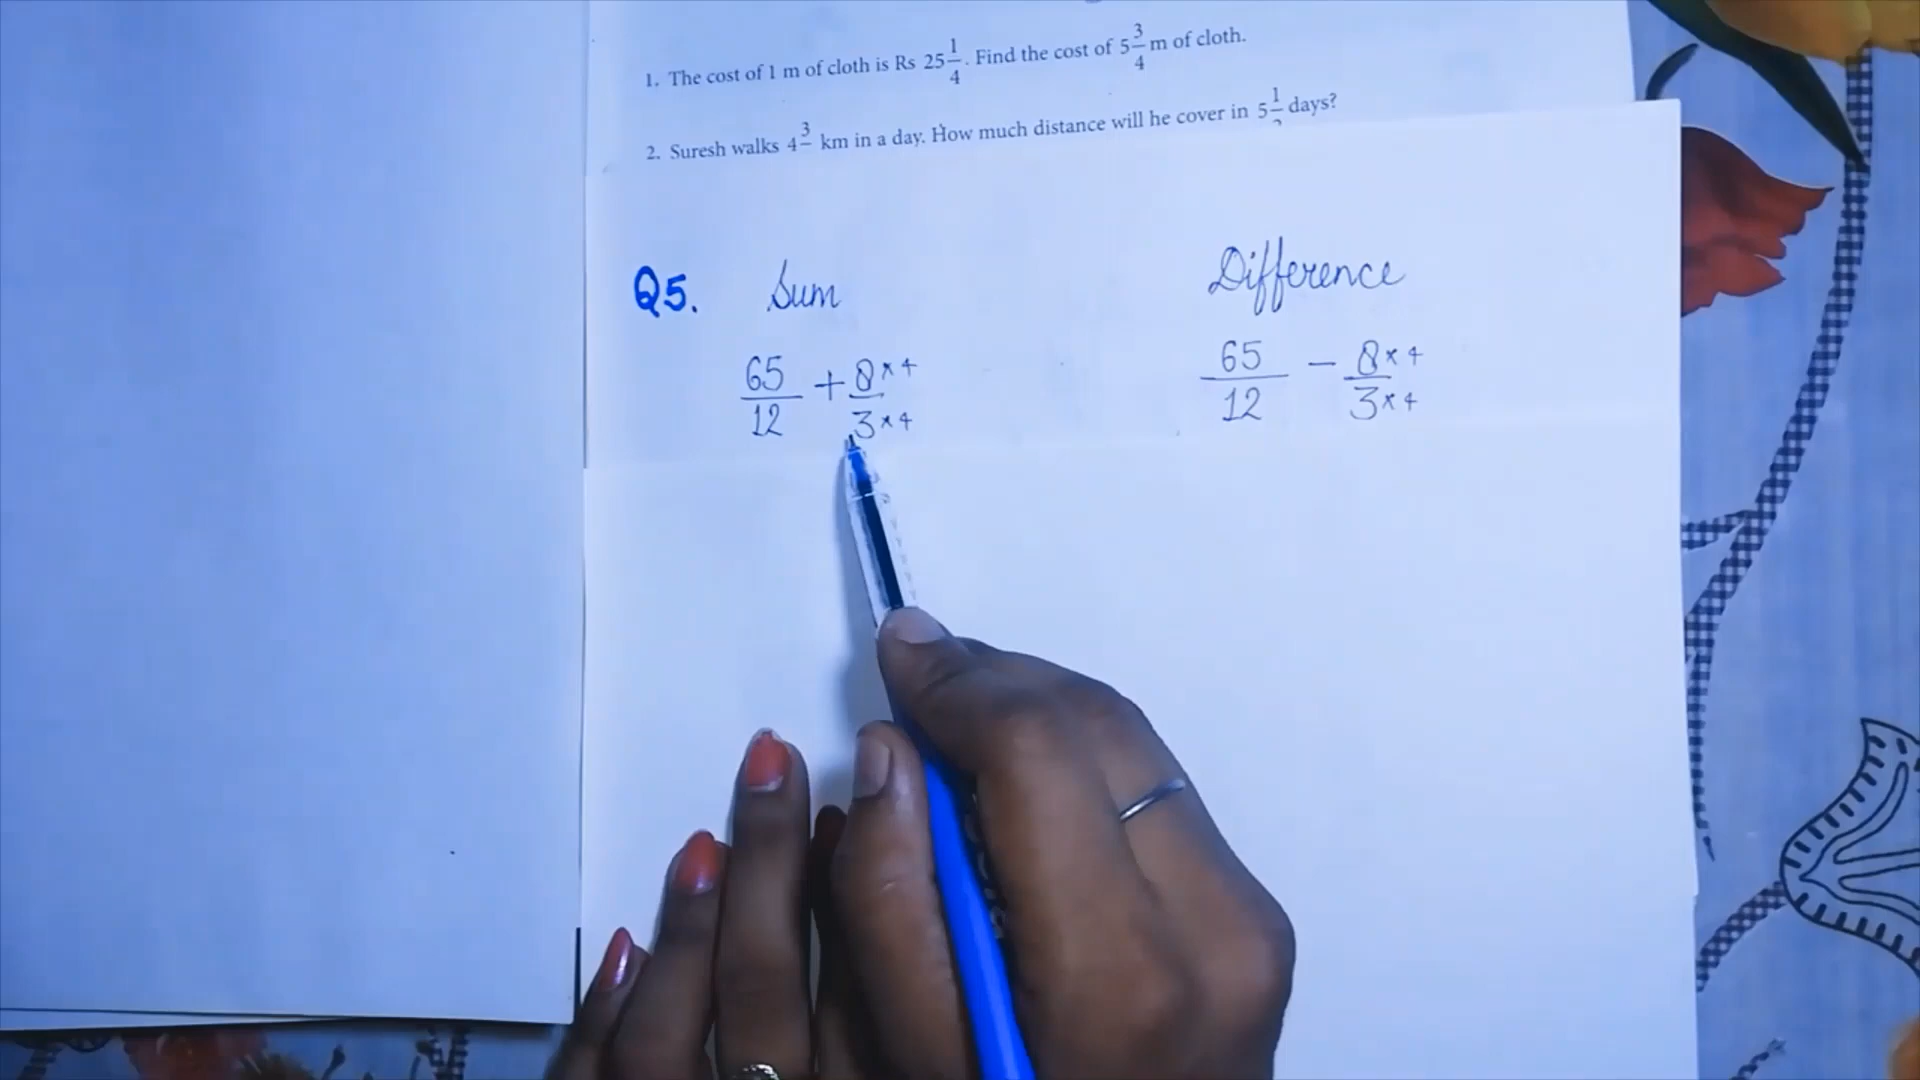 1. The cost of 1 m of cloth is Rs 25 1/4. Find the cost of 5 3/4 m of cloth.
2. Suresh walks 4 3 km in a day. How much distance will he cover in 5 1 days?
Q5. Sum
65/12 + 8×4/3×4
Difference
65/12 − 8×4/3×4